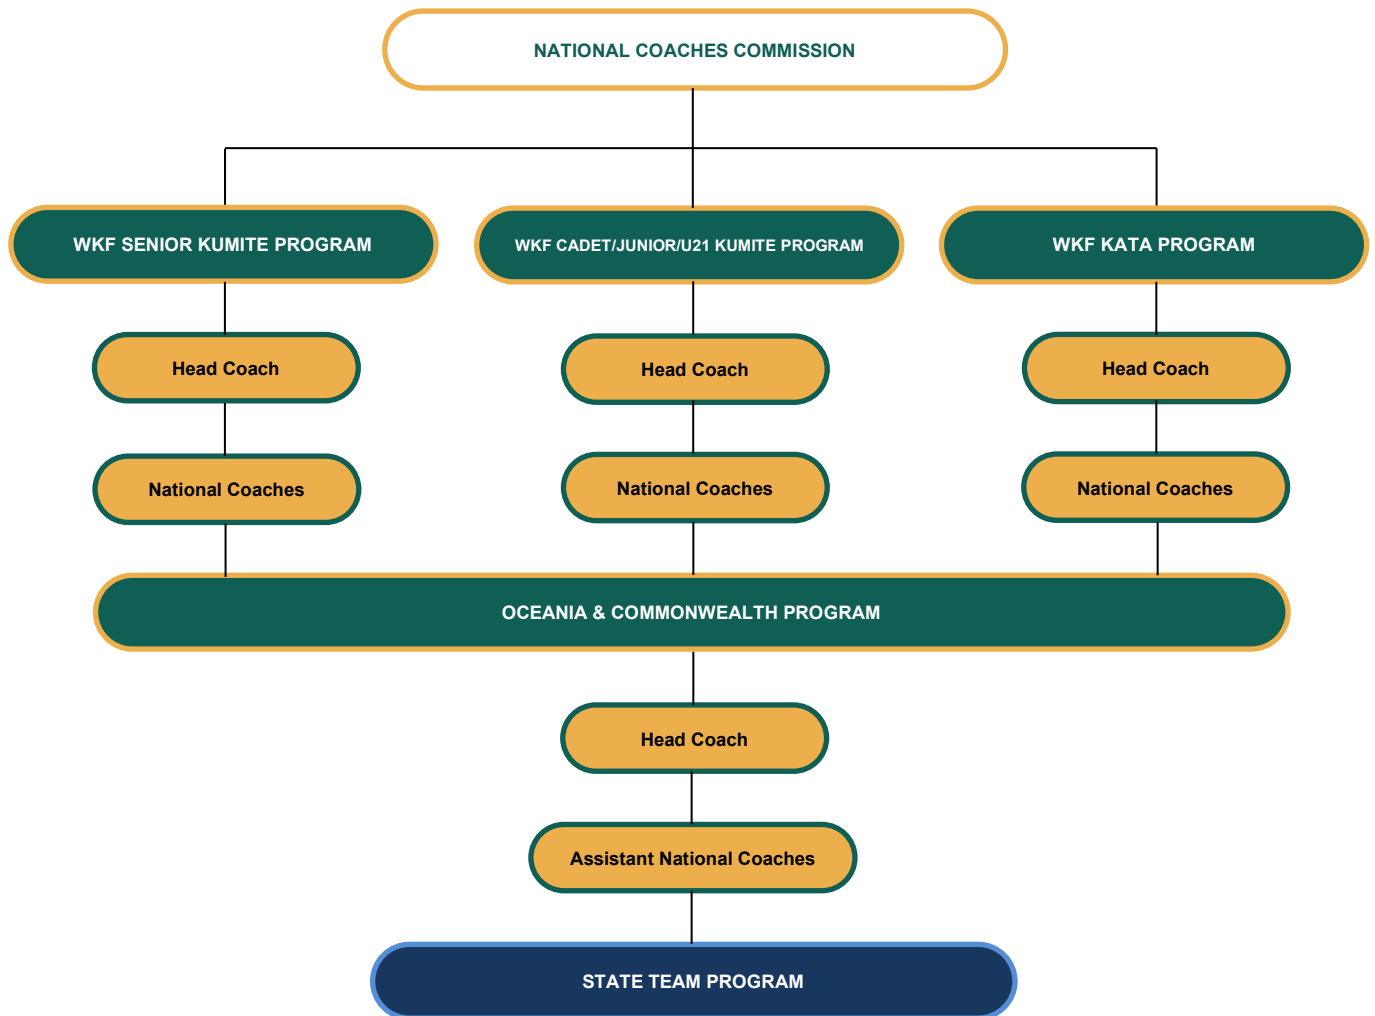 NATIONAL COACHES COMMISSION
WKF SENIOR KUMITE PROGRAM
WKF CADET/JUNIOR/U21 KUMITE PROGRAM
WKF KATA PROGRAM
Head Coach
Head Coach
Head Coach
National Coaches
National Coaches
National Coaches
OCEANIA & COMMONWEALTH PROGRAM
Head Coach
Assistant National Coaches
STATE TEAM PROGRAM